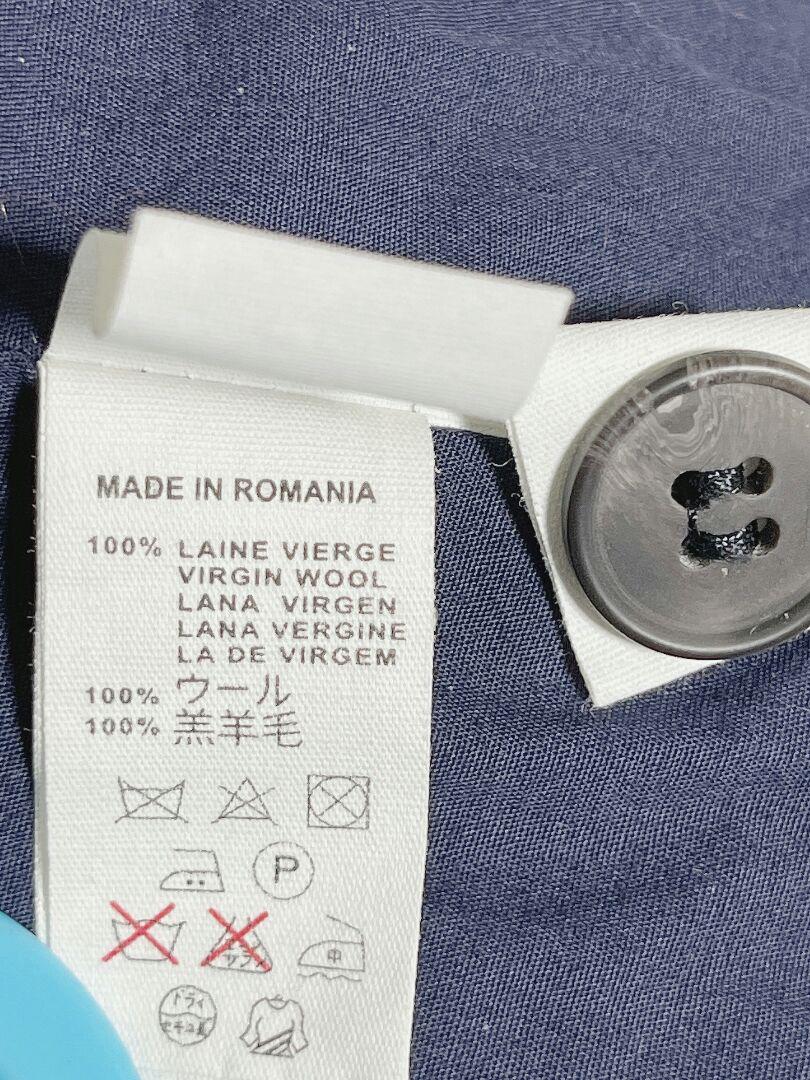 MADE IN ROMANIA
100% LAINE VIERGE
VIRGIN WOOL
LANA VIRGEN
LANA VERGINE
LA DE VIRGEM
100% ウール
100% 羔羊毛
P
中
ドライ